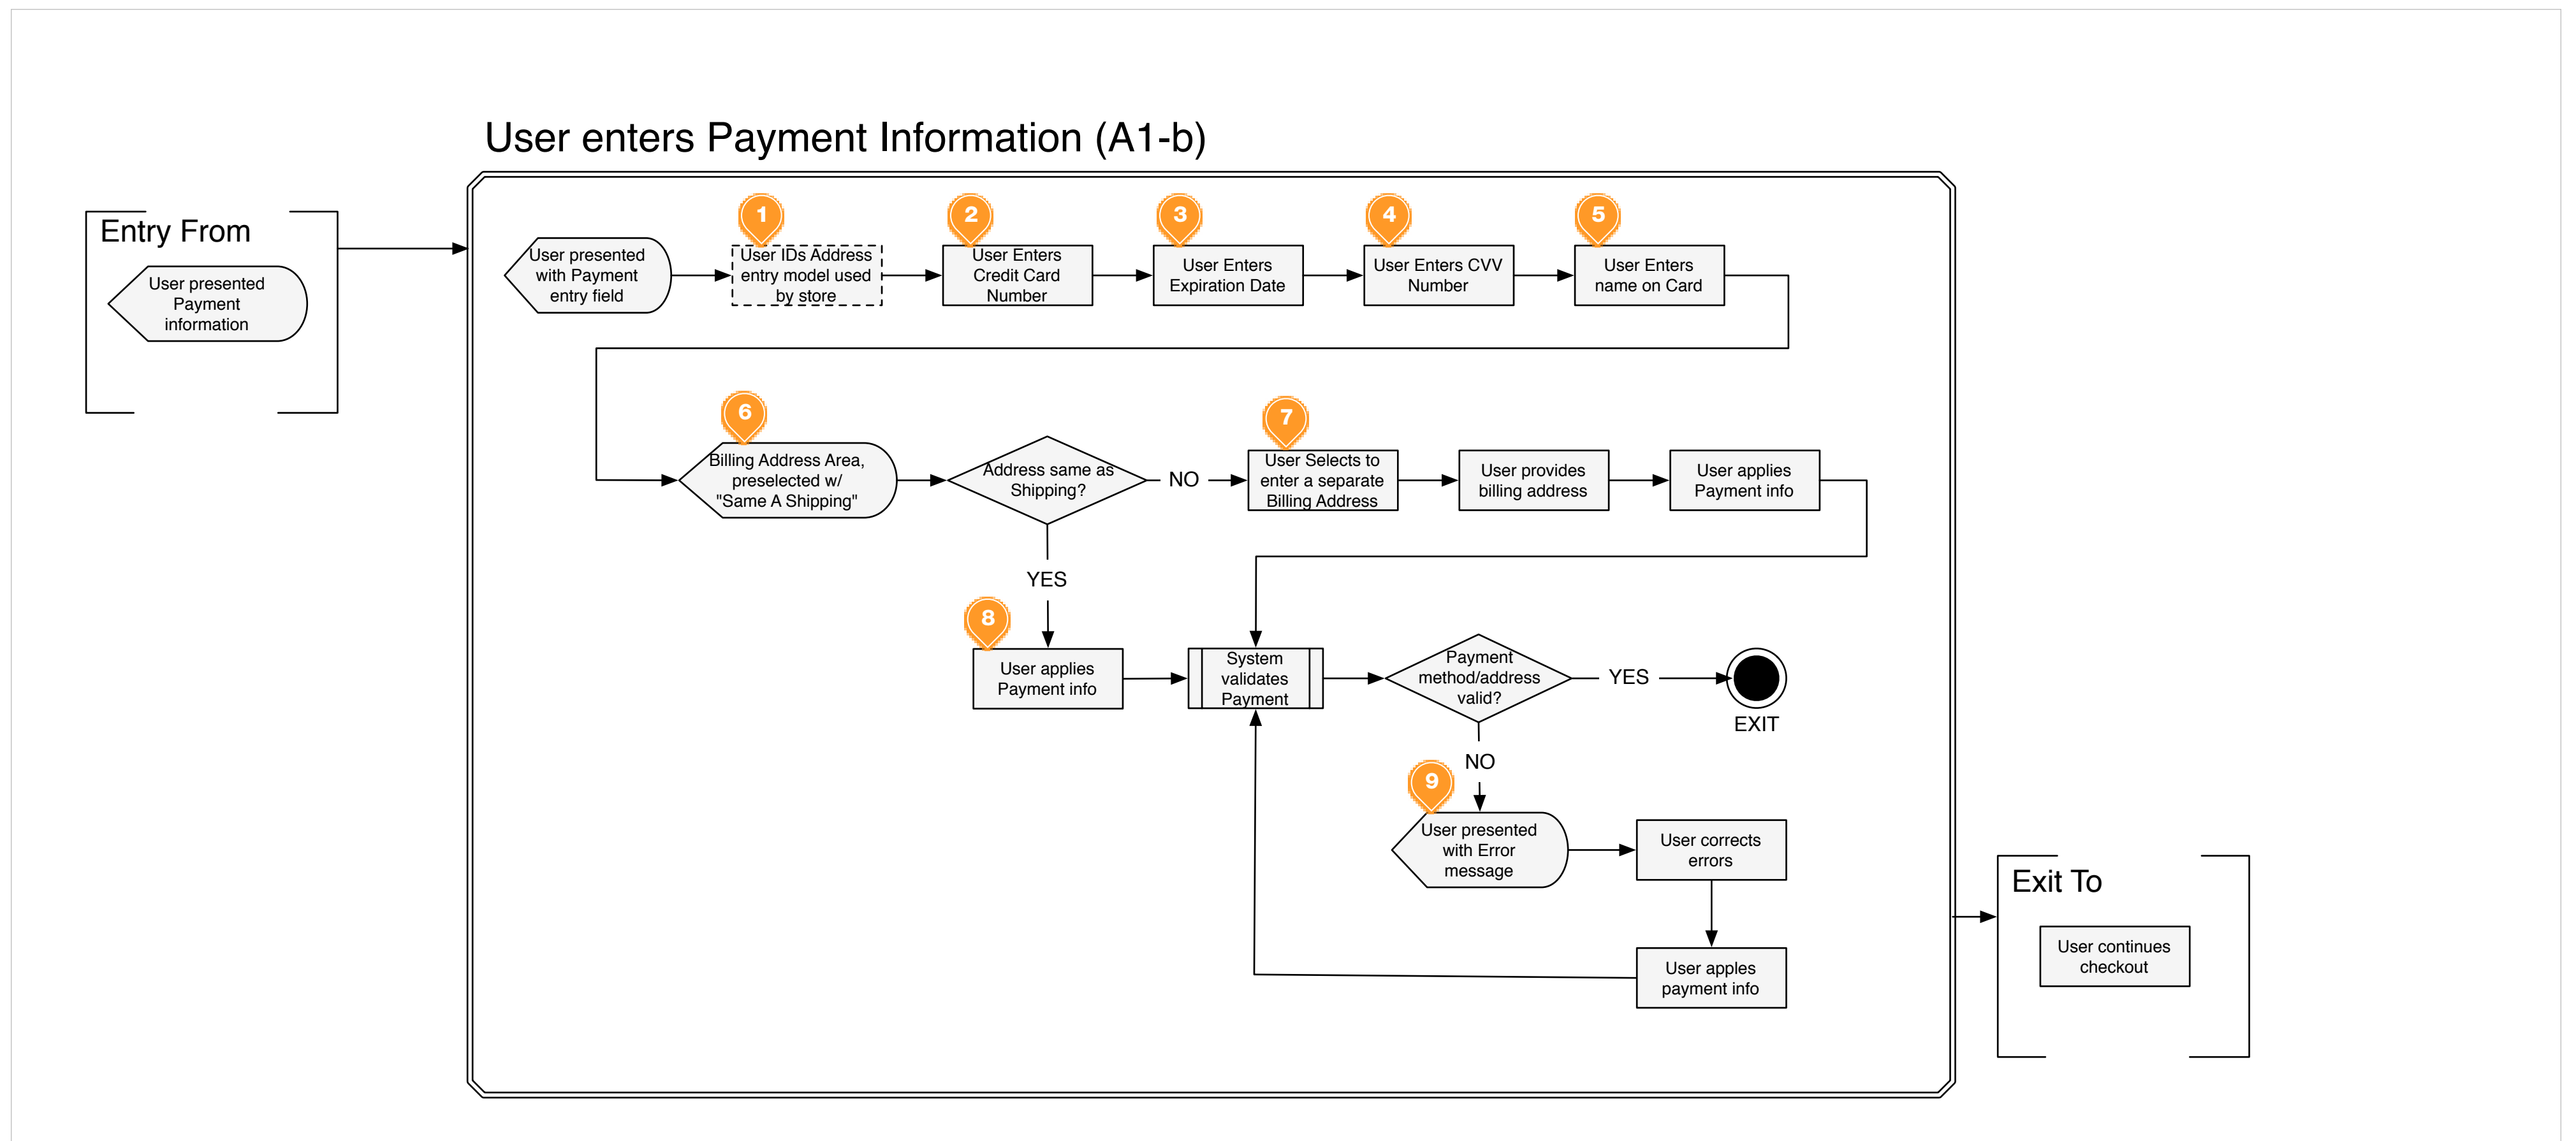 User enters Payment Information (A1-b)
Entry From
User presented
Payment
information
User presented
with Payment
entry field
1
User IDs Address
entry model used
by store
2
User Enters
Credit Card
Number
3
User Enters
Expiration Date
4
User Enters CVV
Number
5
User Enters
name on Card
6
Billing Address Area,
preselected w/
"Same A Shipping"
Address same as
Shipping?
NO
7
User Selects to
enter a separate
Billing Address
User provides
billing address
User applies
Payment info
YES
8
User applies
Payment info
System
validates
Payment
Payment
method/address
valid?
YES
EXIT
NO
9
User presented
with Error
message
User corrects
errors
User apples
payment info
Exit To
User continues
checkout